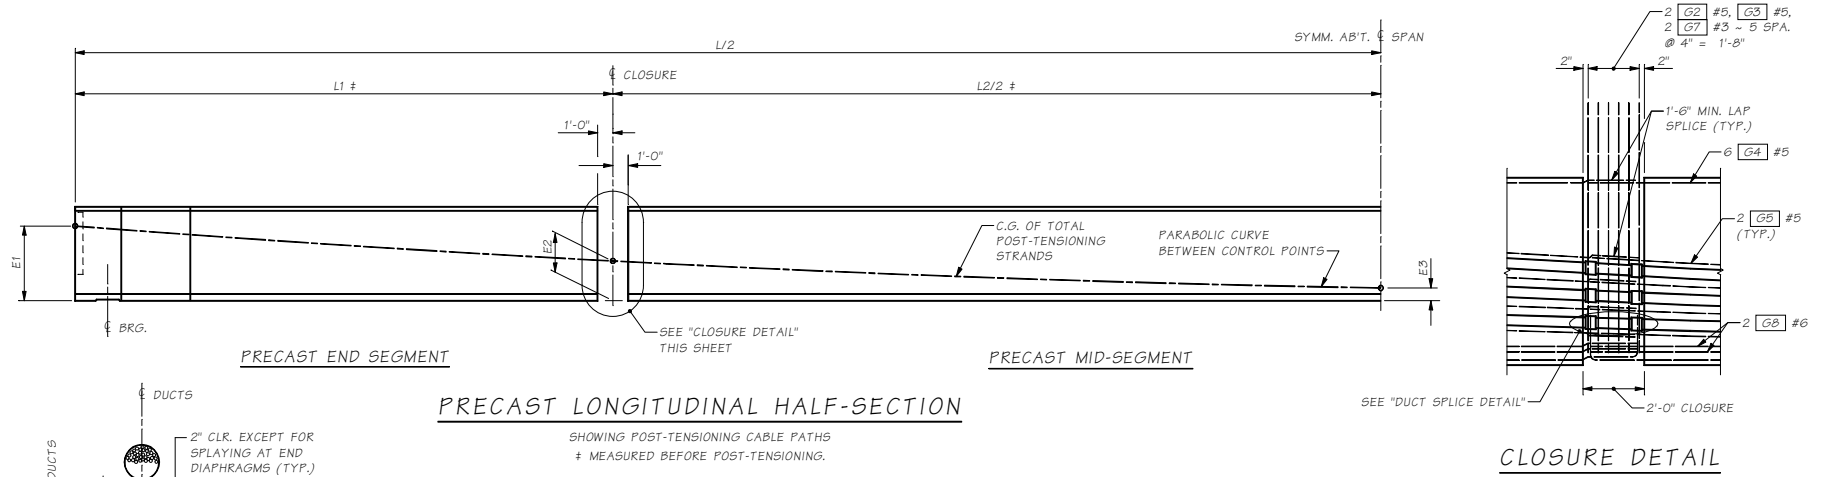 L/2
SYMM. AB'T. ℄ SPAN
℄ CLOSURE
L1 ‡
L2/2 ‡
1'-0"
1'-0"
E1
E2
E3
C.G. OF TOTAL
POST-TENSIONING
STRANDS
PARABOLIC CURVE
BETWEEN CONTROL POINTS
℄ BRG.
SEE "CLOSURE DETAIL"
THIS SHEET
PRECAST END SEGMENT
PRECAST MID-SEGMENT
PRECAST LONGITUDINAL HALF-SECTION
SHOWING POST-TENSIONING CABLE PATHS
‡ MEASURED BEFORE POST-TENSIONING.
℄ DUCTS
DUCTS
2" CLR. EXCEPT FOR
SPLAYING AT END
DIAPHRAGMS (TYP.)
2 G2 #5, G3 #5,
2 G7 #3 ~ 5 SPA.
@ 4" = 1'-8"
2"
2"
1'-6" MIN. LAP
SPLICE (TYP.)
6 G4 #5
2 G5 #5
(TYP.)
2 G8 #6
SEE "DUCT SPLICE DETAIL"
2'-0" CLOSURE
CLOSURE DETAIL